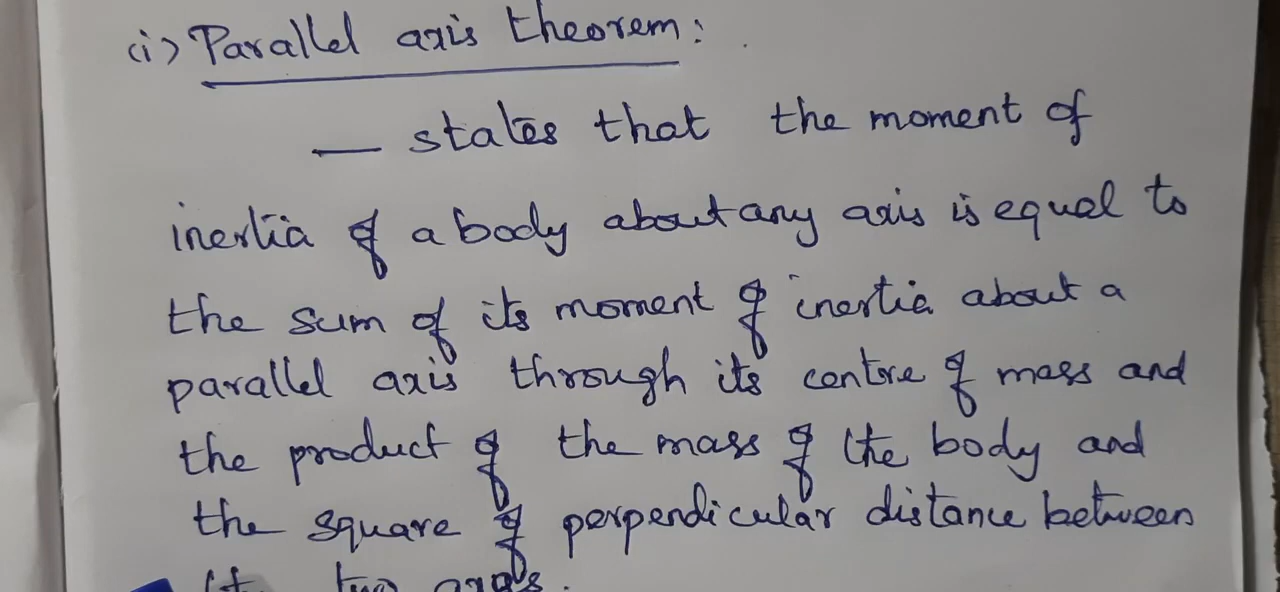 (i) Parallel axis theorem:
— states that the moment of
inertia of a body about any axis is equal to
the sum of its moment of inertia about a
parallel axis through its centre of mass and
the product of the mass of the body and
the square of perpendicular distance between
two axes.